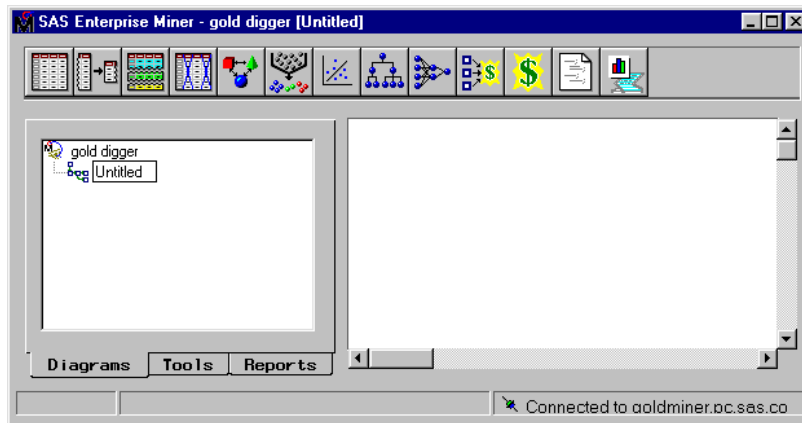 SAS Enterprise Miner - gold digger [Untitled]
$ $
gold digger
Untitled
Diagrams Tools Reports
Connected to goldminer.pc.sas.co